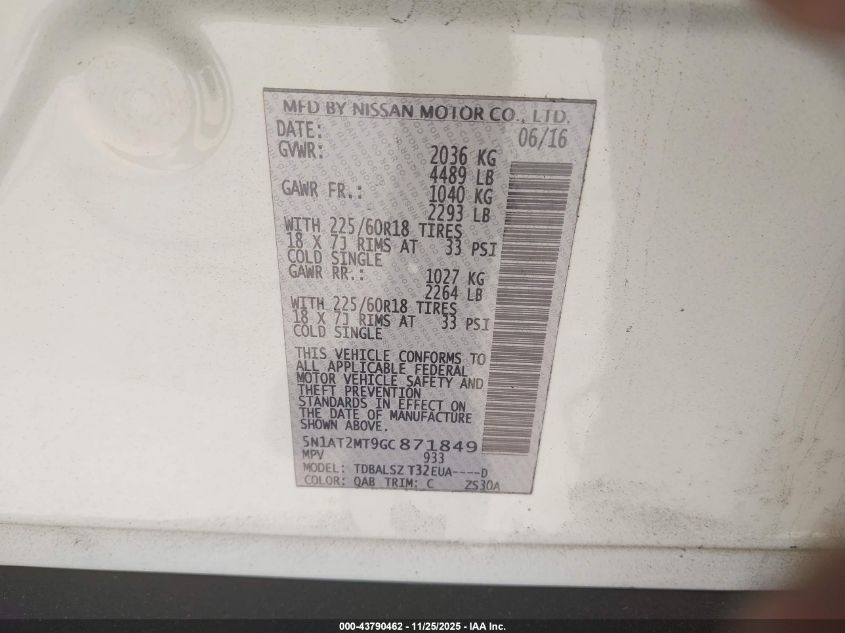 MFD BY NISSAN MOTOR CO., LTD.
DATE: 06/16
GVWR: 2036 KG
4489 LB
GAWR FR.: 1040 KG
2293 LB
WITH 225/60R18 TIRES
18 X 7J RIMS AT 33 PSI
COLD SINGLE
GAWR RR.: 1027 KG
2264 LB
WITH 225/60R18 TIRES
18 X 7J RIMS AT 33 PSI
COLD SINGLE
THIS VEHICLE CONFORMS TO
ALL APPLICABLE FEDERAL
MOTOR VEHICLE SAFETY AND
THEFT PREVENTION
STANDARDS IN EFFECT ON
THE DATE OF MANUFACTURE
SHOWN ABOVE.
5N1AT2MT9GC871849
MPV 933
MODEL: TDBALSZ T32EUA----D
COLOR: QAB TRIM: C ZS30A
000-43790462 - 11/25/2025 - IAA Inc.